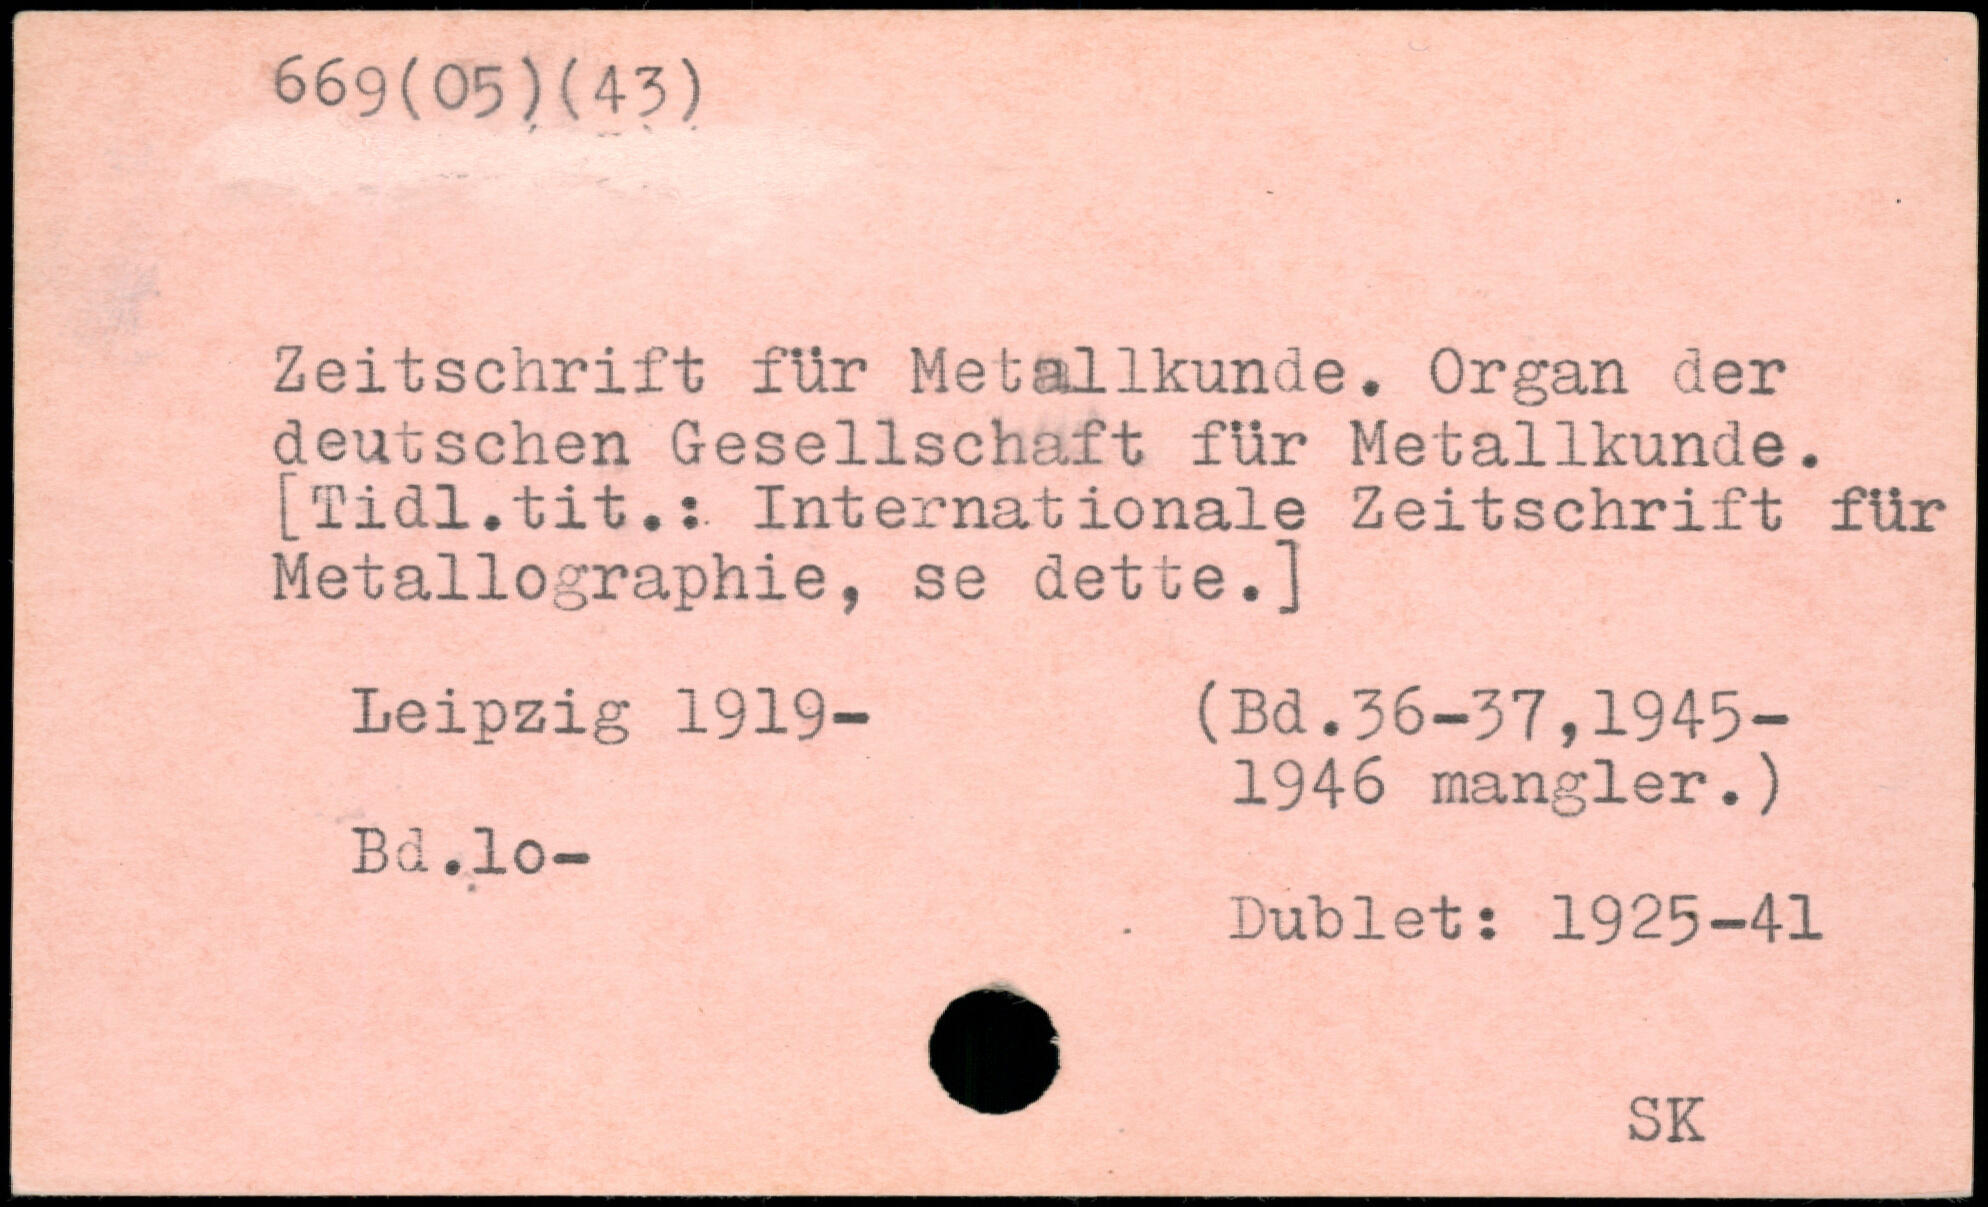 669(05)(43)
Zeitschrift für Metallkunde. Organ der
deutschen Gesellschaft für Metallkunde.
[Tidl.tit.: Internationale Zeitschrift für
Metallographie, se dette.]
Leipzig 1919-
(Bd.36-37,1945-
1946 mangler.)
Bd.lo-
Dublet: 1925-41
SK